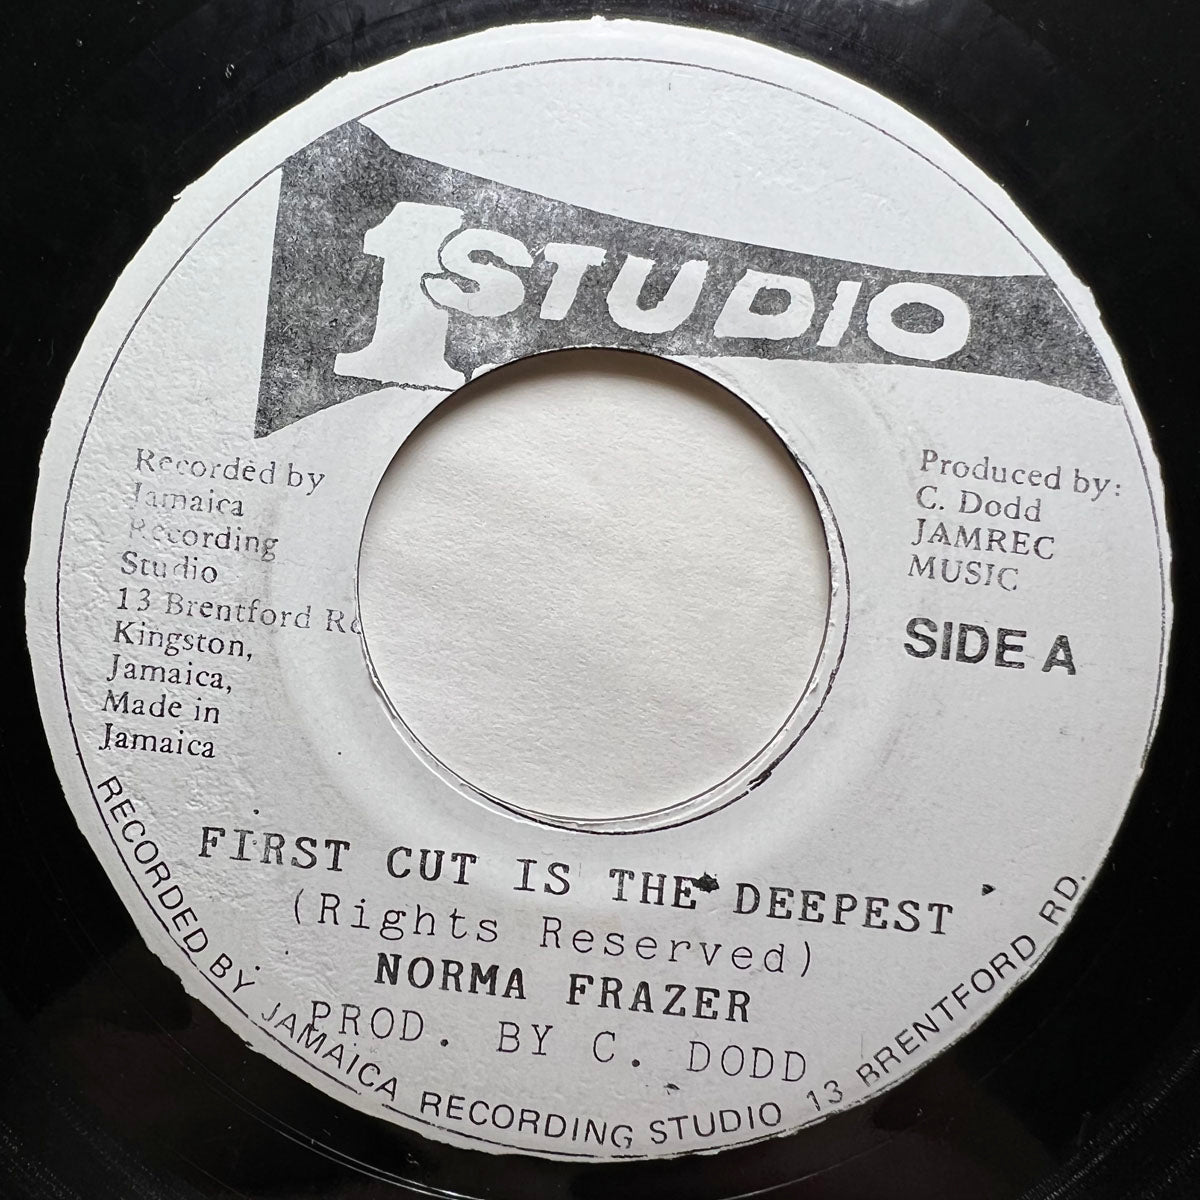 1 STUDIO
Recorded by
Jamaica
Recording
Studio
13 Brentford
Kingston,
Jamaica,
Made in
Jamaica
Produced by:
C. Dodd
JAMREC
MUSIC
SIDE A
FIRST CUT IS THE DEEPEST
(Rights Reserved)
NORMA FRAZER
PROD. BY C. DODD
RECORDED BY JAMAICA RECORDING STUDIO 13 BRENTFORD RD.